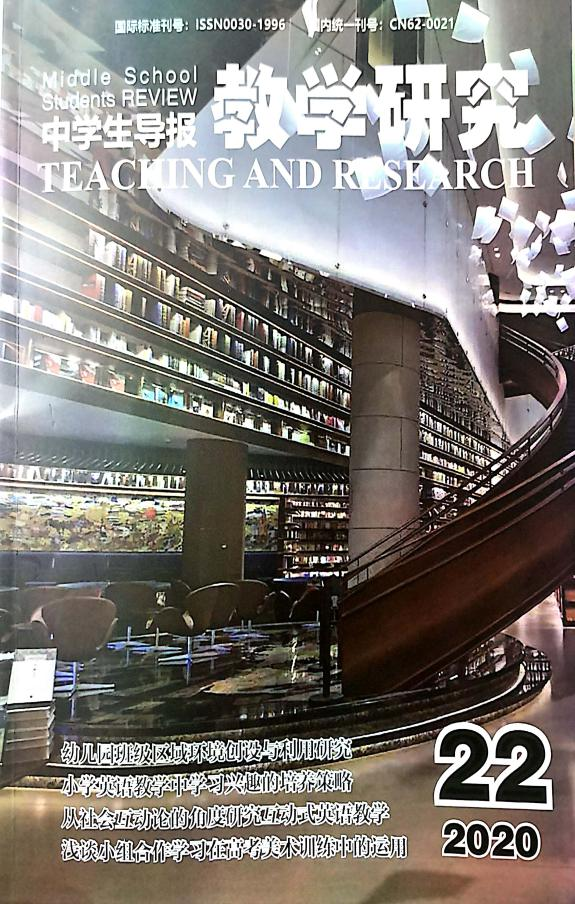 国际标准刊号：ISSN0030-1996 国内统一刊号：CN62-0021
Middle School
Students REVIEW
中学生导报
教学研究
TEACHING AND RESEARCH
幼儿园班级区域环境创设与利用研究
小学英语教学中学习兴趣的培养策略
从社会互动论的角度研究互动式英语教学
浅谈小组合作学习在高考美术训练中的运用
22
2020